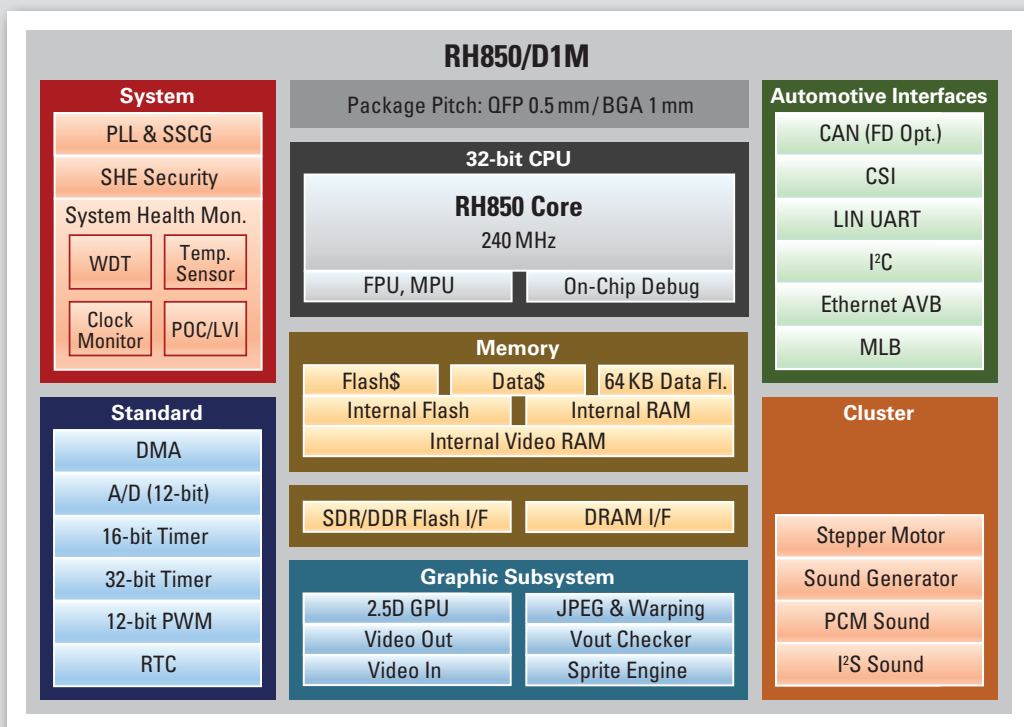 RH850/D1M
System
PLL & SSCG
SHE Security
System Health Mon.
WDT
Temp.
Sensor
Clock
Monitor
POC/LVI
Standard
DMA
A/D (12-bit)
16-bit Timer
32-bit Timer
12-bit PWM
RTC
Package Pitch: QFP 0.5 mm/BGA 1 mm
32-bit CPU
RH850 Core
240 MHz
FPU, MPU
On-Chip Debug
Memory
Flash$
Data$
64 KB Data Fl.
Internal Flash
Internal RAM
Internal Video RAM
SDR/DDR Flash I/F
DRAM I/F
Graphic Subsystem
2.5D GPU
JPEG & Warping
Video Out
Vout Checker
Video In
Sprite Engine
Automotive Interfaces
CAN (FD Opt.)
CSI
LIN UART
I²C
Ethernet AVB
MLB
Cluster
Stepper Motor
Sound Generator
PCM Sound
I²S Sound